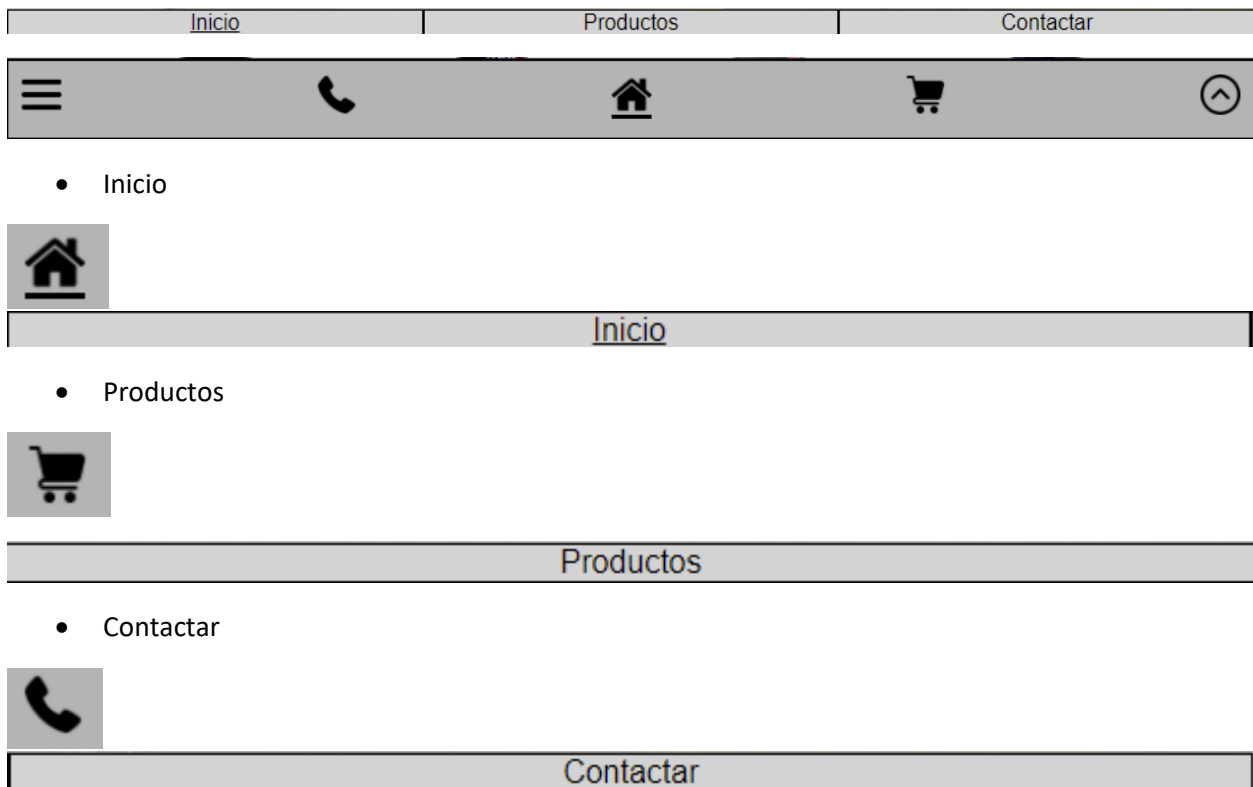 Inicio Productos Contactar
• Inicio
Inicio
• Productos
Productos
• Contactar
Contactar